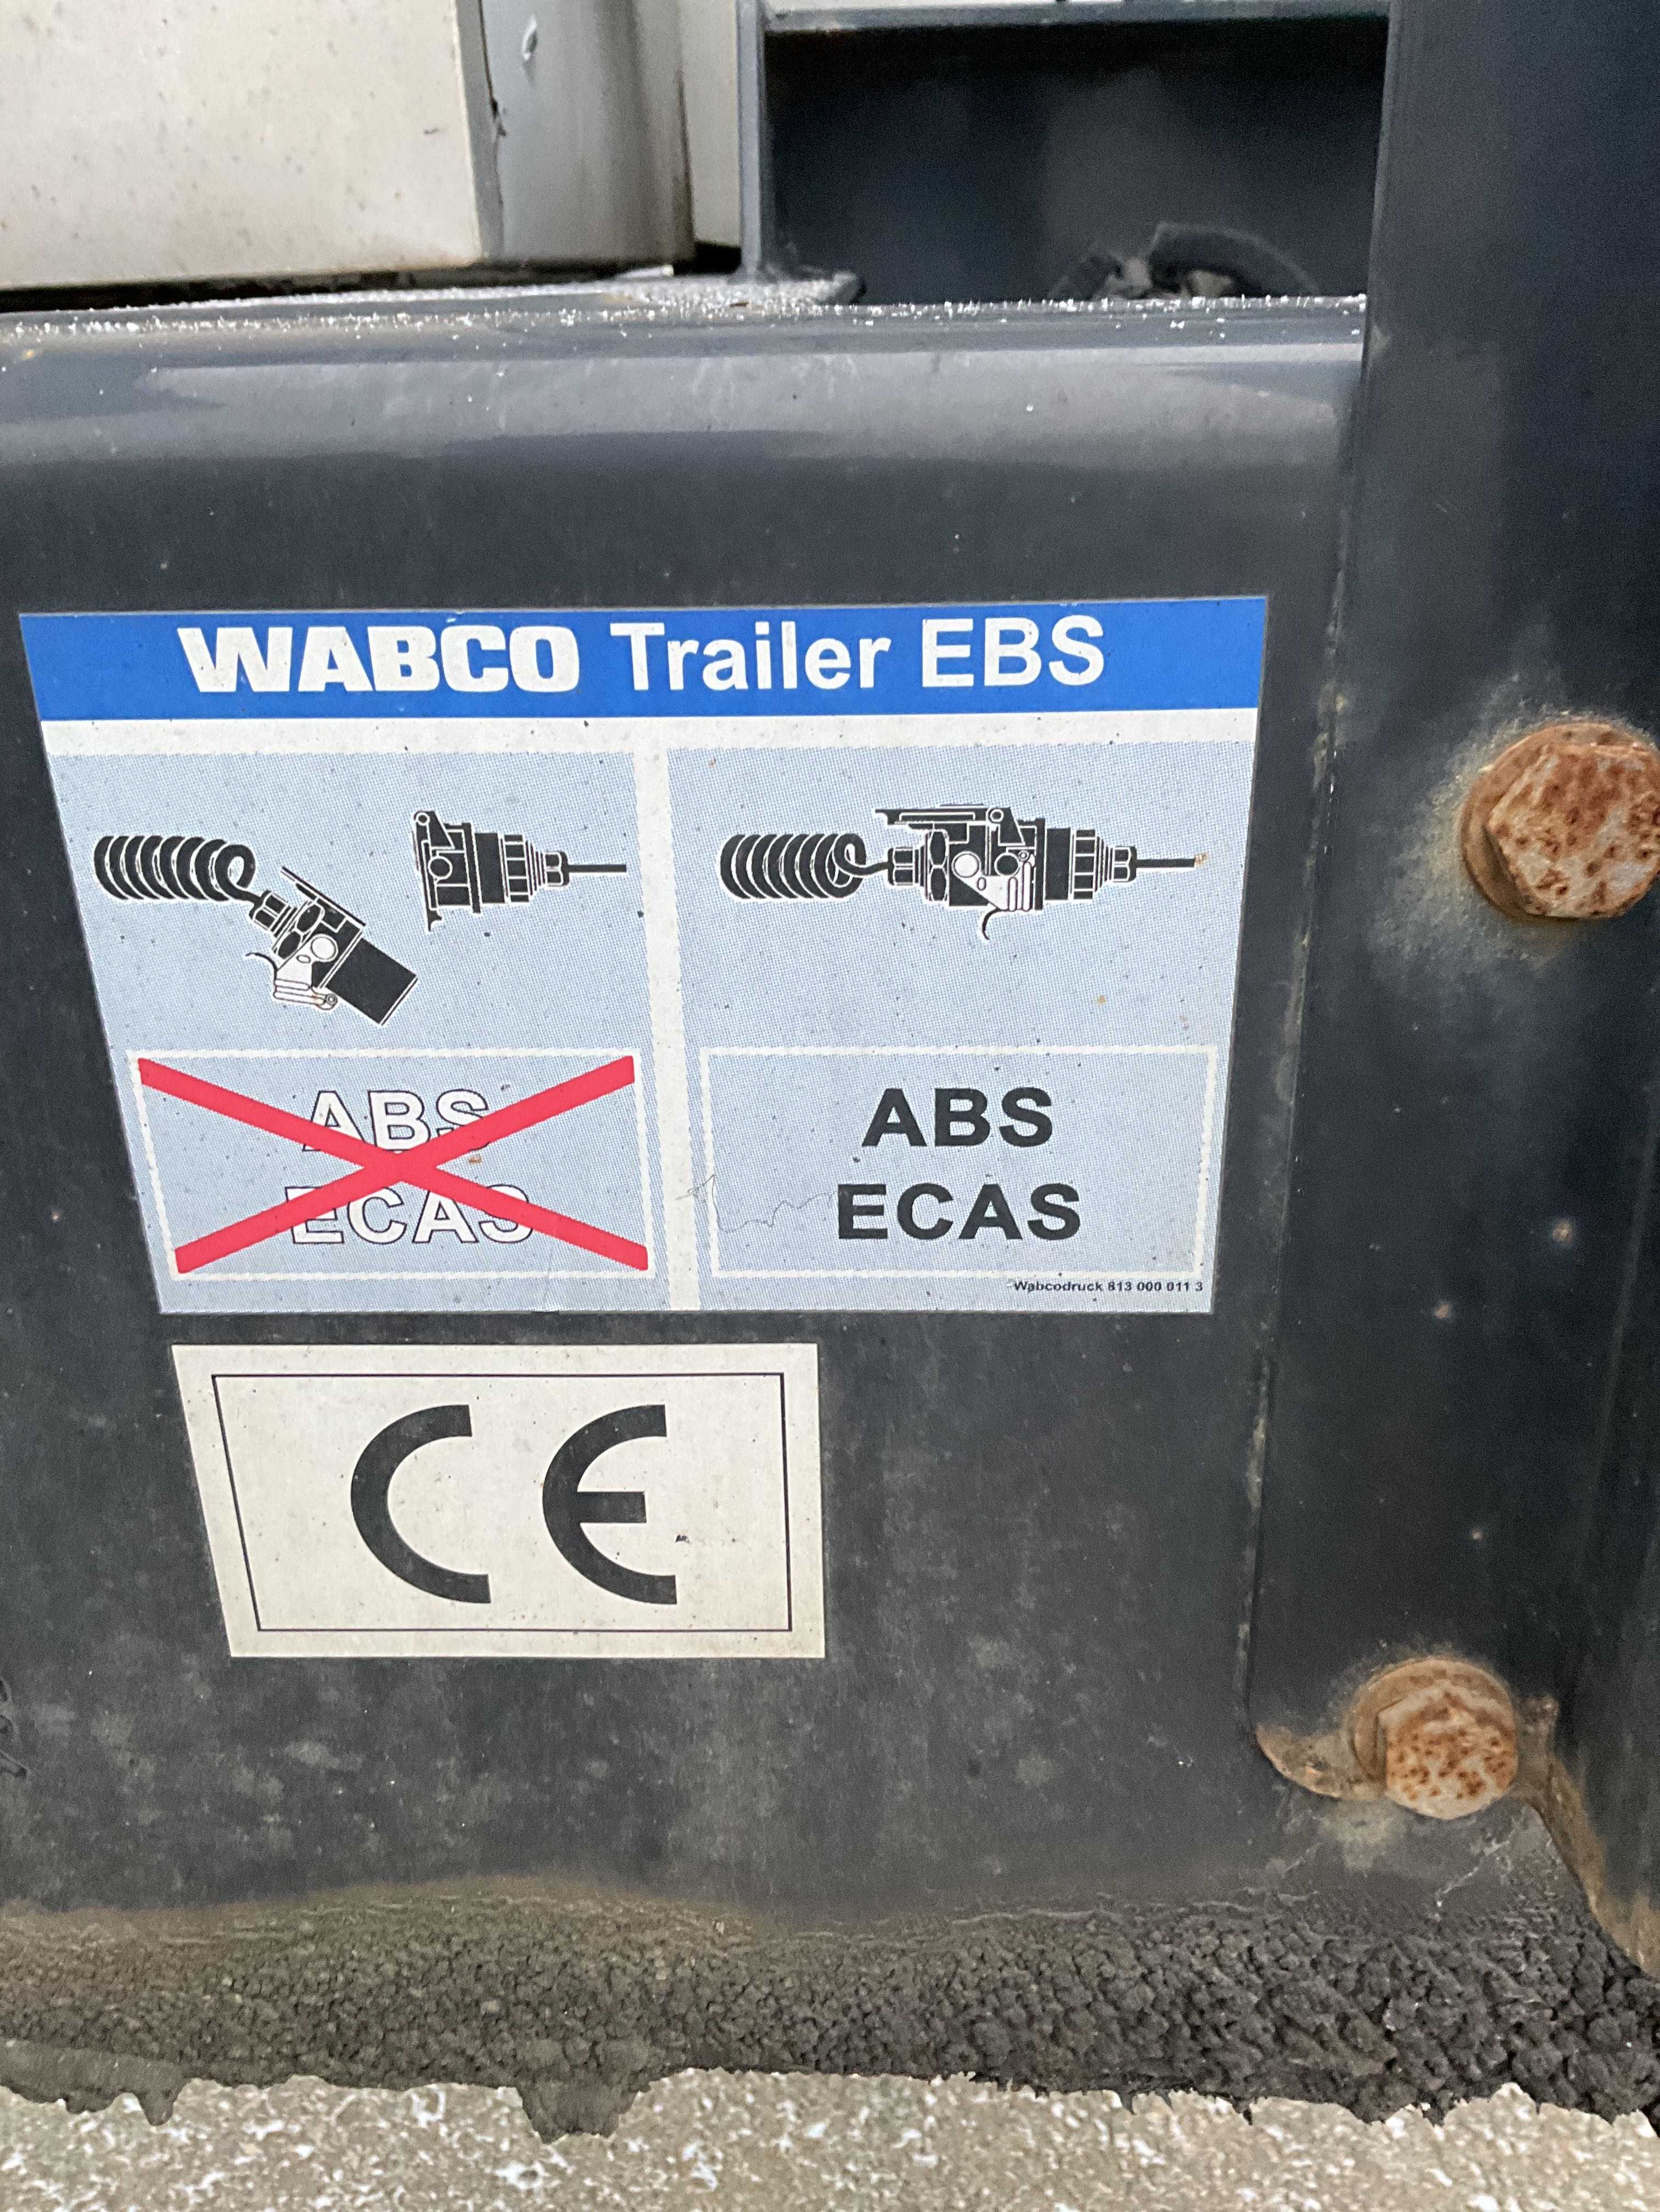 WABCO Trailer EBS
ABS
ECAS
ABS
ECAS
Wabcodruck 813 000 011 3
CE